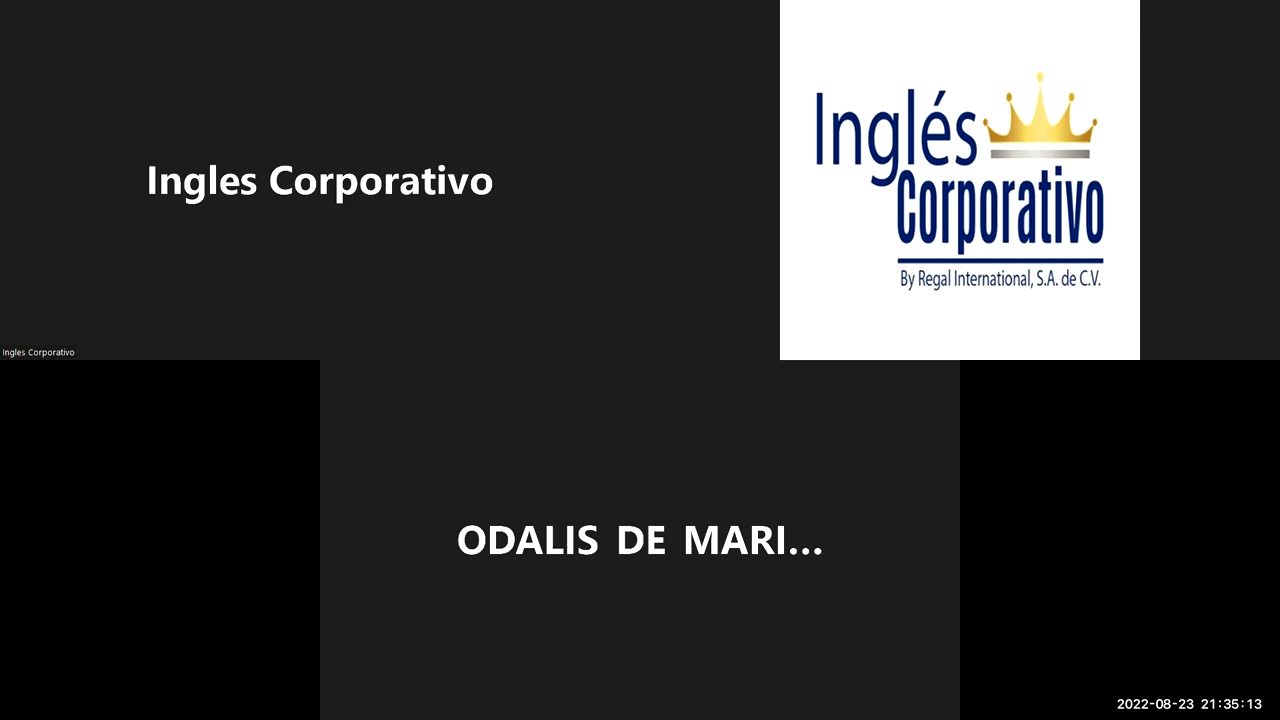 Ingles Corporativo
Inglés
Corporativo
By Regal International, S.A. de C.V.
Ingles Corporativo
ODALIS DE MARI...
2022-08-23 21:35:13